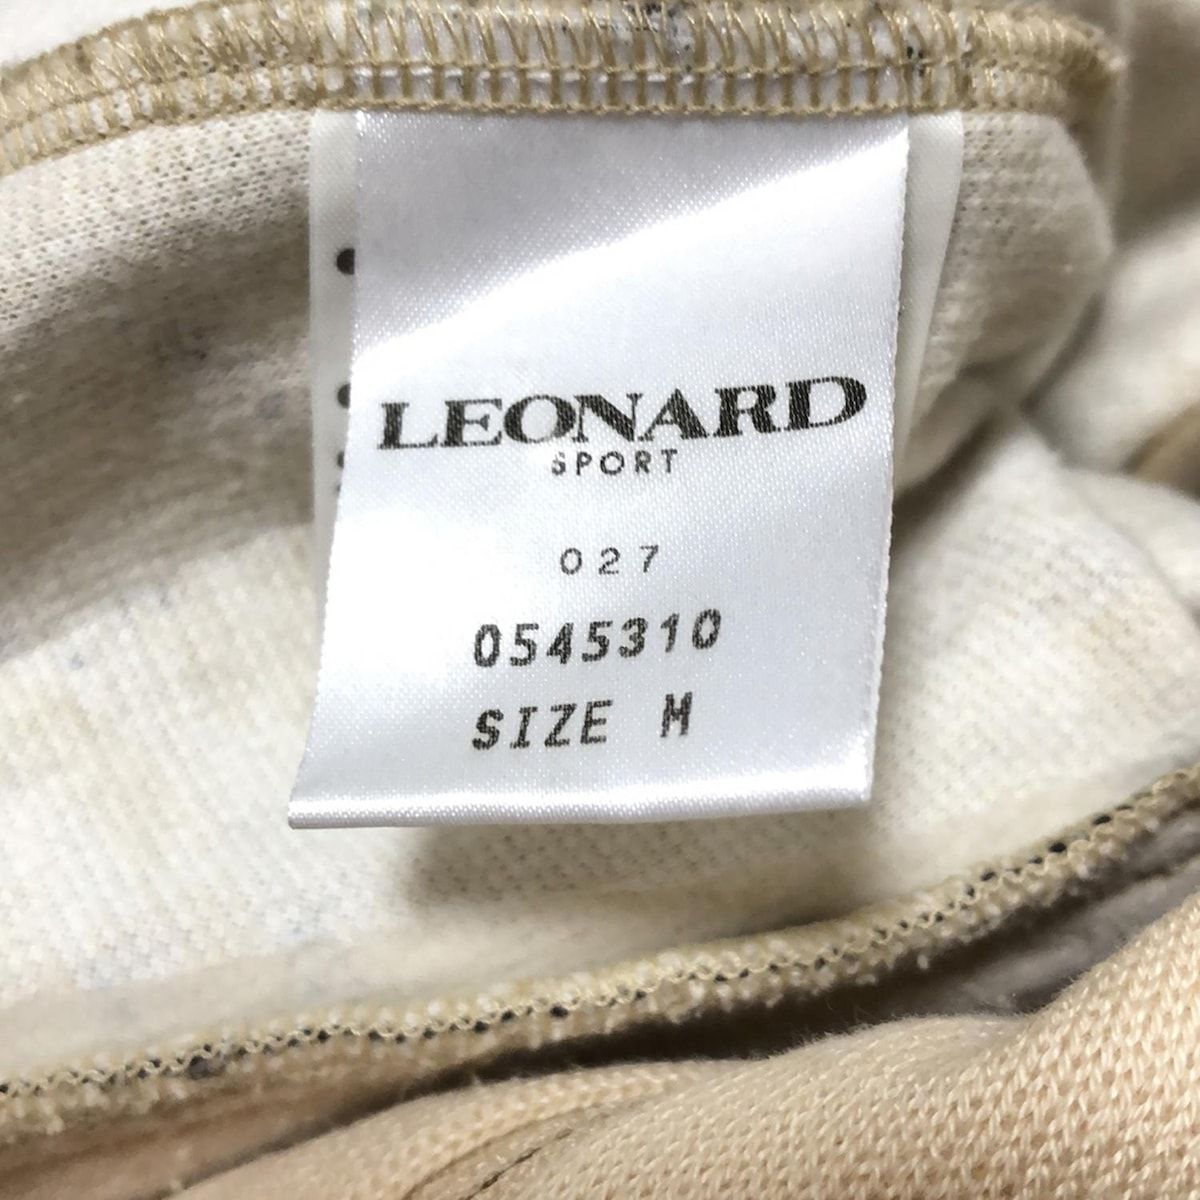 LEONARD
SPORT
027
0545310
SIZE M